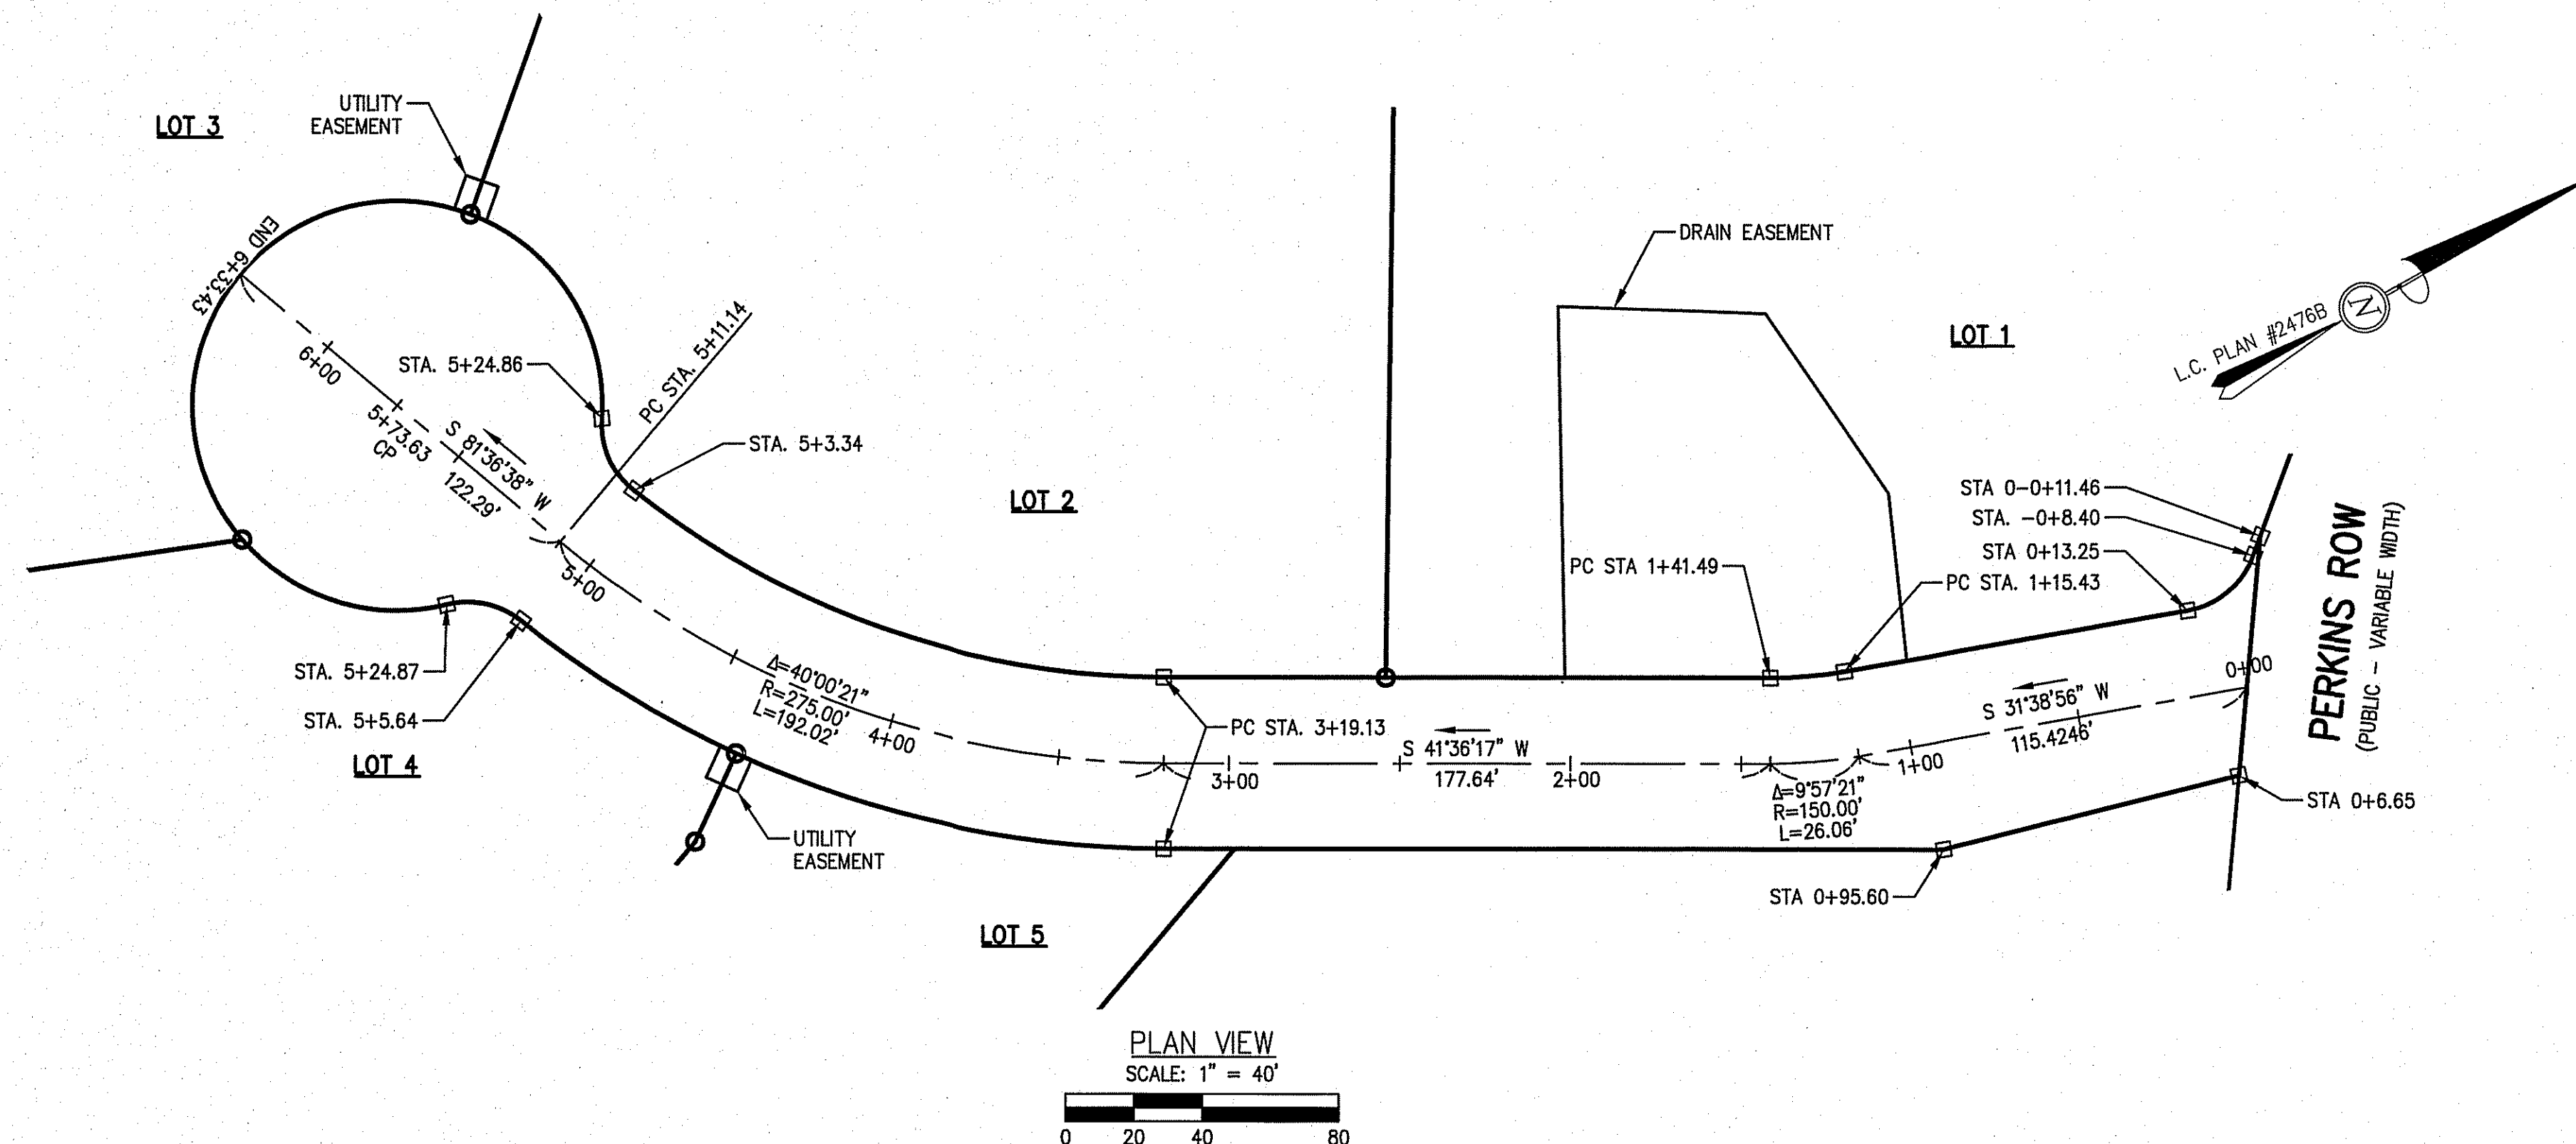 UTILITY
EASEMENT
LOT 3
DRAIN EASEMENT
LOT 1
L.C. PLAN #2476B
N
END 6+33.43
6+00
5+73.63
CP
S 81°36'38" W
122.29'
STA. 5+24.86
PC STA. 5+11.14
STA. 5+3.34
LOT 2
5+00
STA 0-0+11.46
STA. -0+8.40
STA 0+13.25
PC STA. 1+15.43
PC STA 1+41.49
PERKINS ROW
(PUBLIC - VARIABLE WIDTH)
STA. 5+24.87
STA. 5+5.64
LOT 4
Δ=40°00'21"
R=275.00'
L=192.02'
4+00
PC STA. 3+19.13
3+00
S 41°36'17" W
177.64'
2+00
Δ=9°57'21"
R=150.00'
L=26.06'
1+00
S 31°38'56" W
115.4246'
0+00
STA 0+6.65
STA 0+95.60
UTILITY
EASEMENT
LOT 5
PLAN VIEW
SCALE: 1" = 40'
0 20 40 80